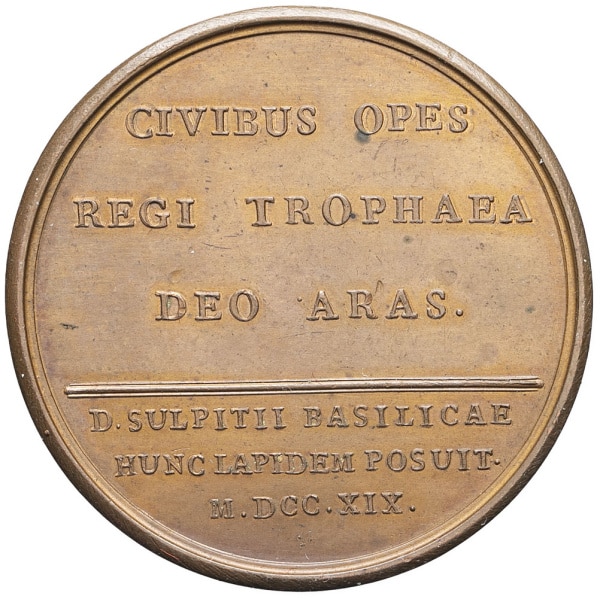 CIVIBUS OPES
REGI TROPHAEA
DEO ARAS.
D. SULPITII BASILICAE
HUNC LAPIDEM POSUIT.
M. DCC. XIX.